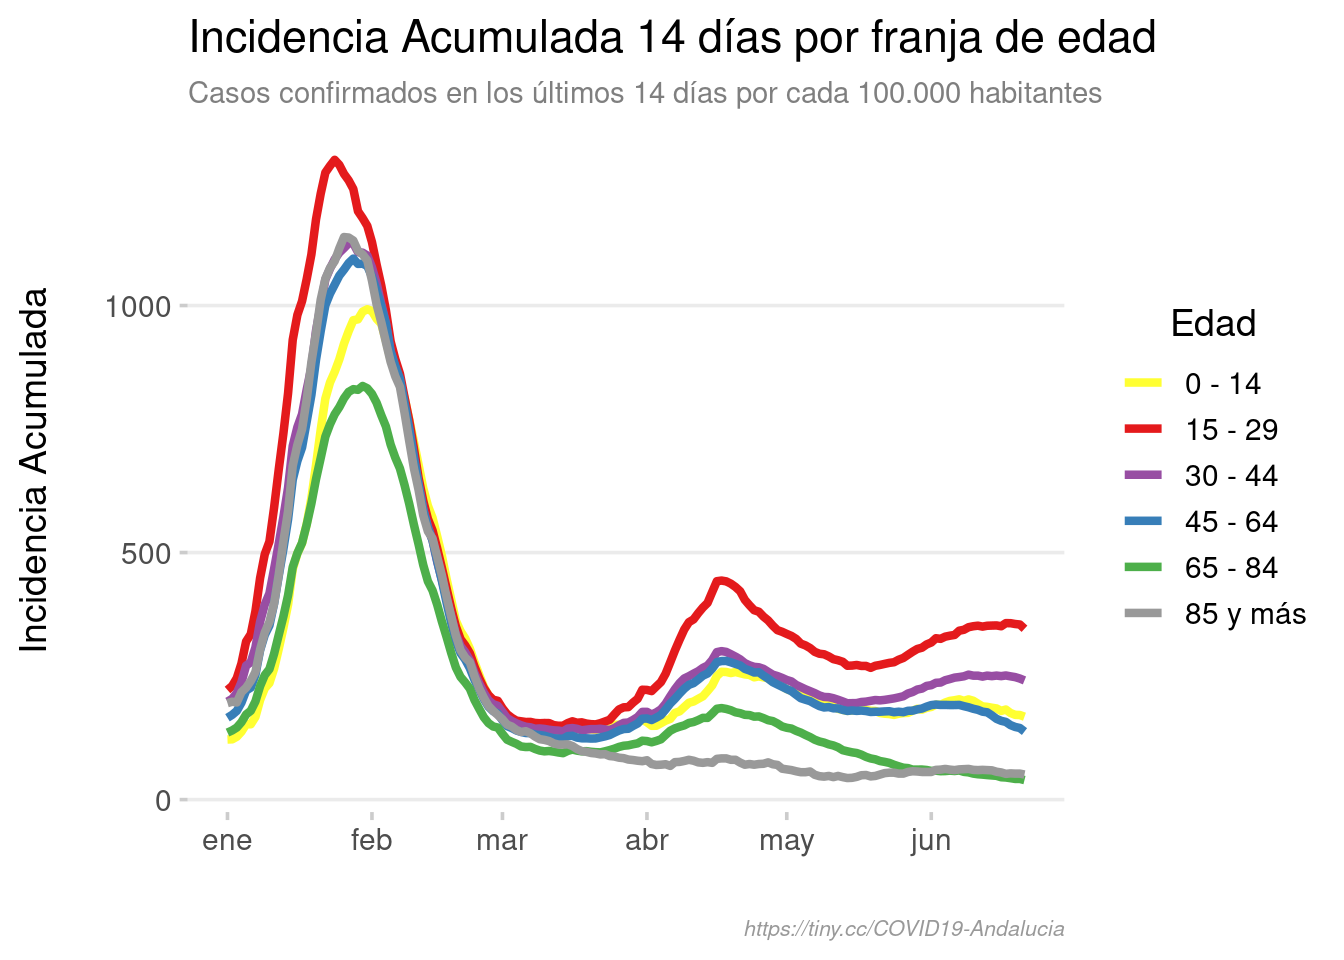 Incidencia Acumulada 14 días por franja de edad
Casos confirmados en los últimos 14 días por cada 100.000 habitantes
Incidencia Acumulada
1000
500
0
ene feb mar abr may jun
Edad
0 - 14
15 - 29
30 - 44
45 - 64
65 - 84
85 y más
https://tiny.cc/COVID19-Andalucia